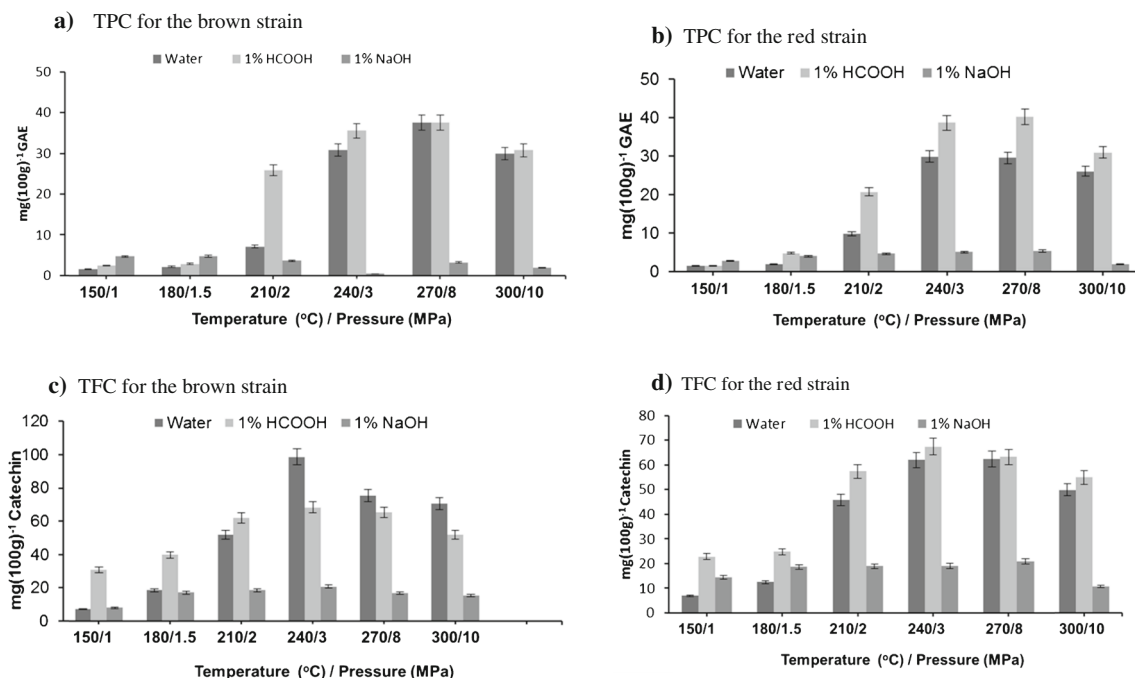 a) TPC for the brown strain
Water 1% HCOOH 1% NaOH
50
40
30
20
10
0
mg(100g)⁻¹ GAE
150/1 180/1.5 210/2 240/3 270/8 300/10
Temperature (ºC) / Pressure (MPa)
b) TPC for the red strain
Water 1% HCOOH 1% NaOH
50
40
30
20
10
0
mg(100g)⁻¹ GAE
150/1 180/1.5 210/2 240/3 270/8 300/10
Temperature (ºC) / Pressure (MPa)
c) TFC for the brown strain
Water 1% HCOOH 1% NaOH
120
100
80
60
40
20
0
mg(100g)⁻¹ Catechin
150/1 180/1.5 210/2 240/3 270/8 300/10
Temperature (ºC) / Pressure (MPa)
d) TFC for the red strain
Water 1% HCOOH 1% NaOH
80
70
60
50
40
30
20
10
0
mg(100g)⁻¹ Catechin
150/1 180/1.5 210/2 240/3 270/8 300/10
Temperature (ºC) / Pressure (MPa)